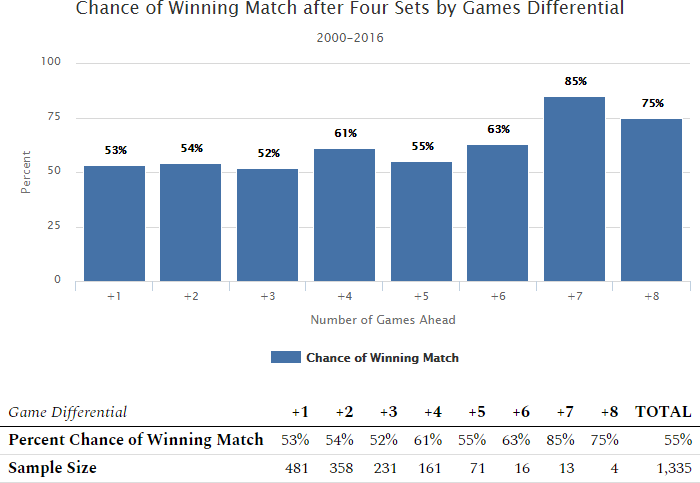 Chance of Winning Match after Four Sets by Games Differential
2000-2016
100
75
50
25
0
Percent
53%
54%
52%
61%
55%
63%
85%
75%
+1 +2 +3 +4 +5 +6 +7 +8
Number of Games Ahead
Chance of Winning Match
Game Differential +1 +2 +3 +4 +5 +6 +7 +8 TOTAL
Percent Chance of Winning Match 53% 54% 52% 61% 55% 63% 85% 75% 55%
Sample Size 481 358 231 161 71 16 13 4 1,335